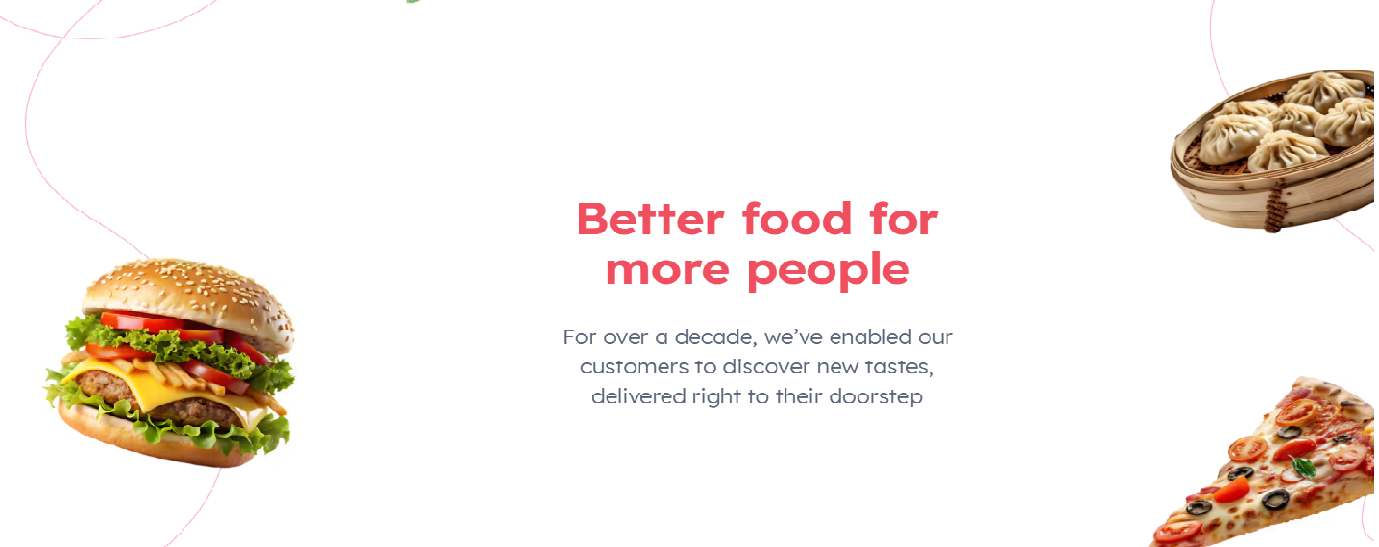 Better food for
more people
For over a decade, we’ve enabled our
customers to discover new tastes,
delivered right to their doorstep